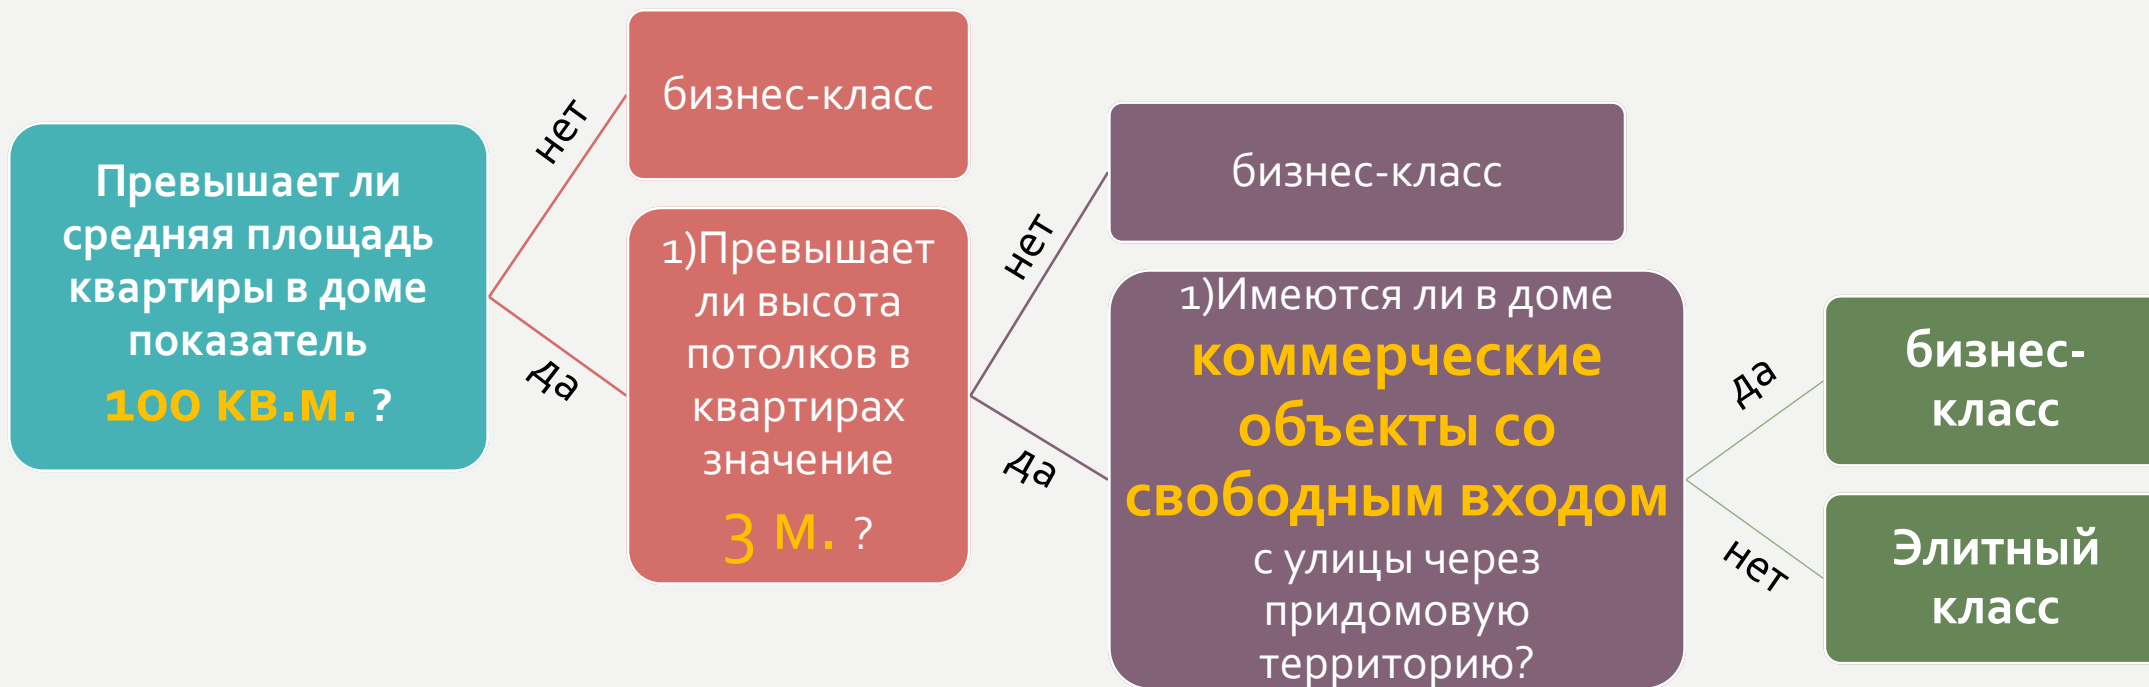 Превышает ли
средняя площадь
квартиры в доме
показатель
100 кв.м. ?
нет
да
бизнес-класс
1)Превышает
ли высота
потолков в
квартирах
значение
3 м. ?
нет
да
бизнес-класс
1)Имеются ли в доме
коммерческие
объекты со
свободным входом
с улицы через
придомовую
территорию?
да
нет
бизнес-
класс
Элитный
класс